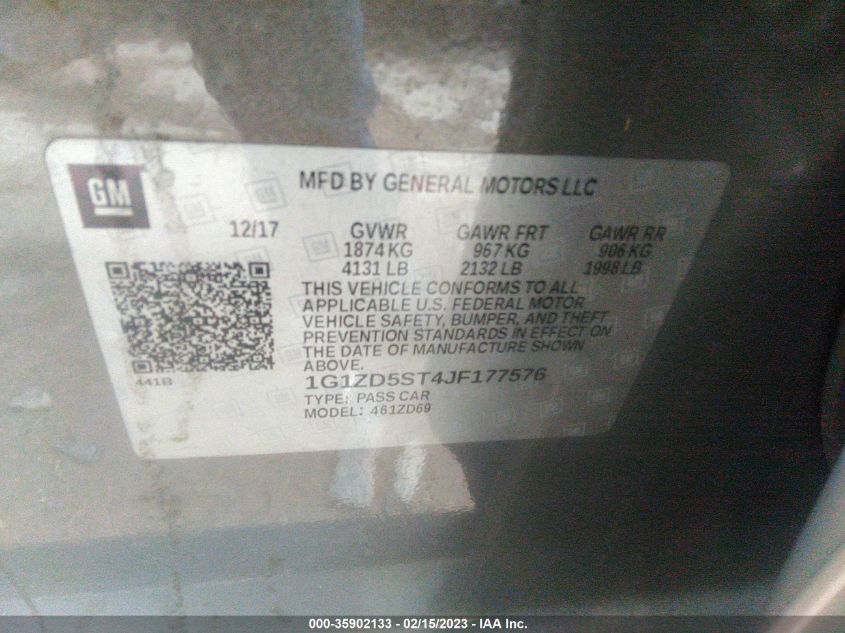 GM
MFD BY GENERAL MOTORS LLC
12/17 GVWR GAWR FRT GAWR RR
1874 KG 967 KG 906 KG
4131 LB 2132 LB 1998 LB
THIS VEHICLE CONFORMS TO ALL
APPLICABLE U.S. FEDERAL MOTOR
VEHICLE SAFETY, BUMPER, AND THEFT
PREVENTION STANDARDS IN EFFECT ON
THE DATE OF MANUFACTURE SHOWN
ABOVE.
441B
1G1ZD5ST4JF177576
TYPE: PASS CAR
MODEL: 461ZD69
000-35902133 - 02/15/2023 - IAA Inc.